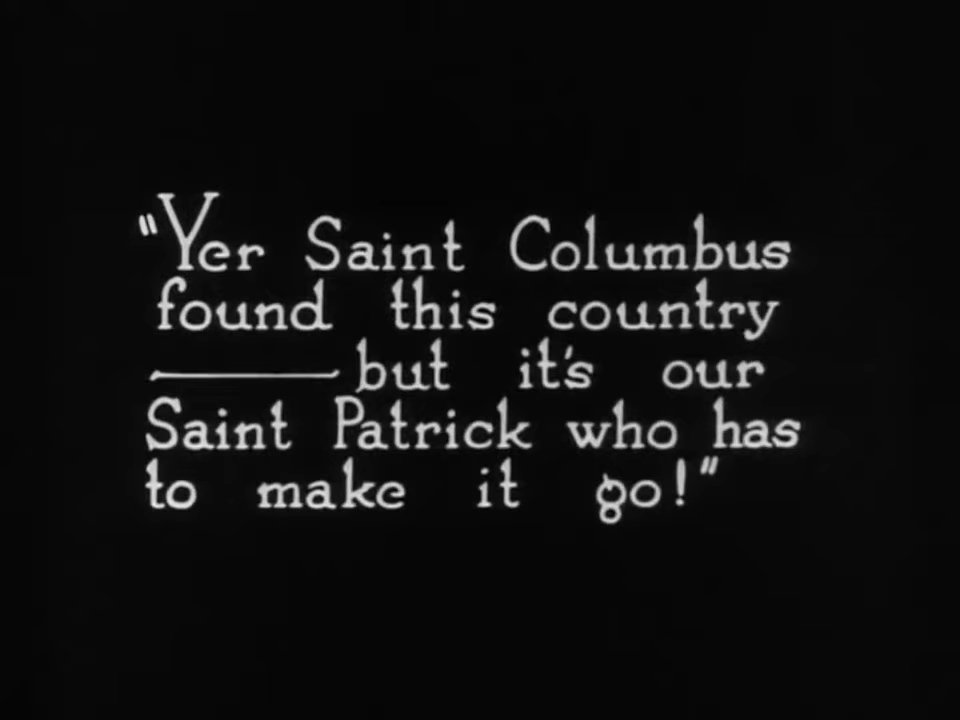 "Yer Saint Columbus
found this country
— but it's our
Saint Patrick who has
to make it go!"